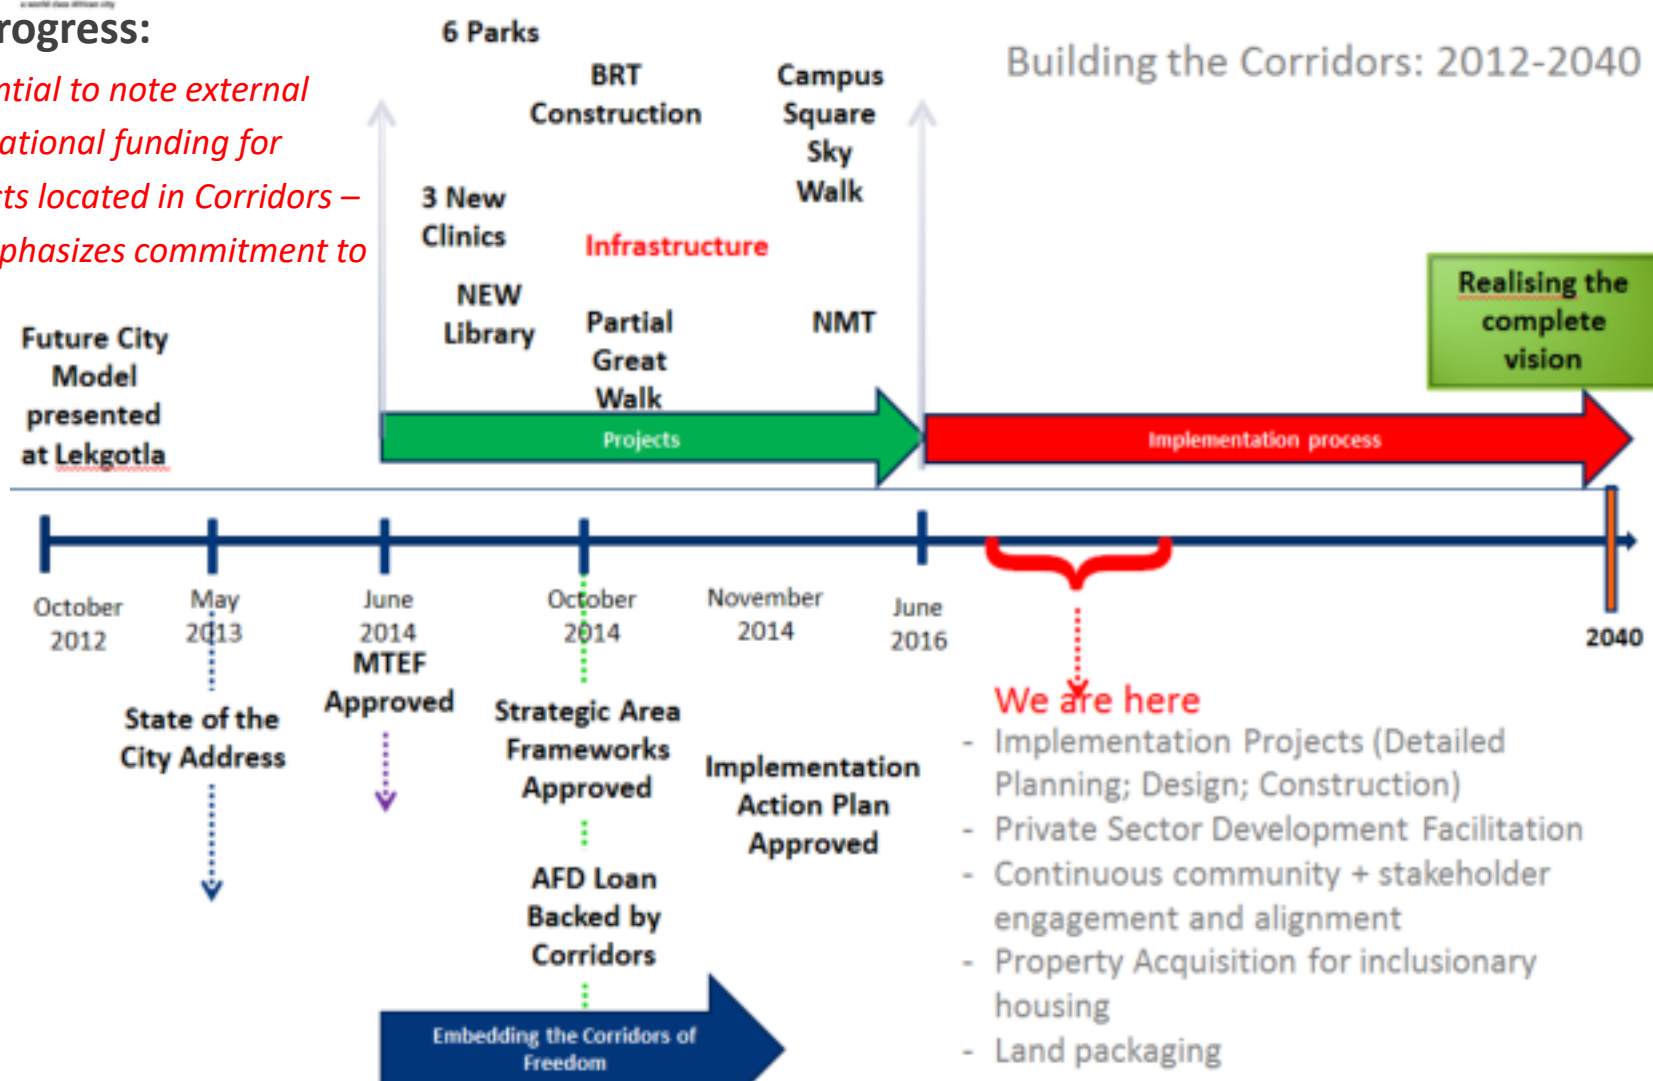 a world class African city
rogress:
ntial to note external
ational funding for
cts located in Corridors –
phasizes commitment to
Building the Corridors: 2012-2040
6 Parks
BRT
Construction
Campus
Square
Sky
Walk
3 New
Clinics
Infrastructure
NEW
Library
Partial
Great
Walk
NMT
Future City
Model
presented
at Lekgotla
Realising the
complete
vision
Projects
Implementation process
October
2012
May
2013
June
2014
October
2014
November
2014
June
2016
2040
State of the
City Address
MTEF
Approved
Strategic Area
Frameworks
Approved
AFD Loan
Backed by
Corridors
Implementation
Action Plan
Approved
Embedding the Corridors of
Freedom
We are here
- Implementation Projects (Detailed
Planning; Design; Construction)
- Private Sector Development Facilitation
- Continuous community + stakeholder
engagement and alignment
- Property Acquisition for inclusionary
housing
- Land packaging